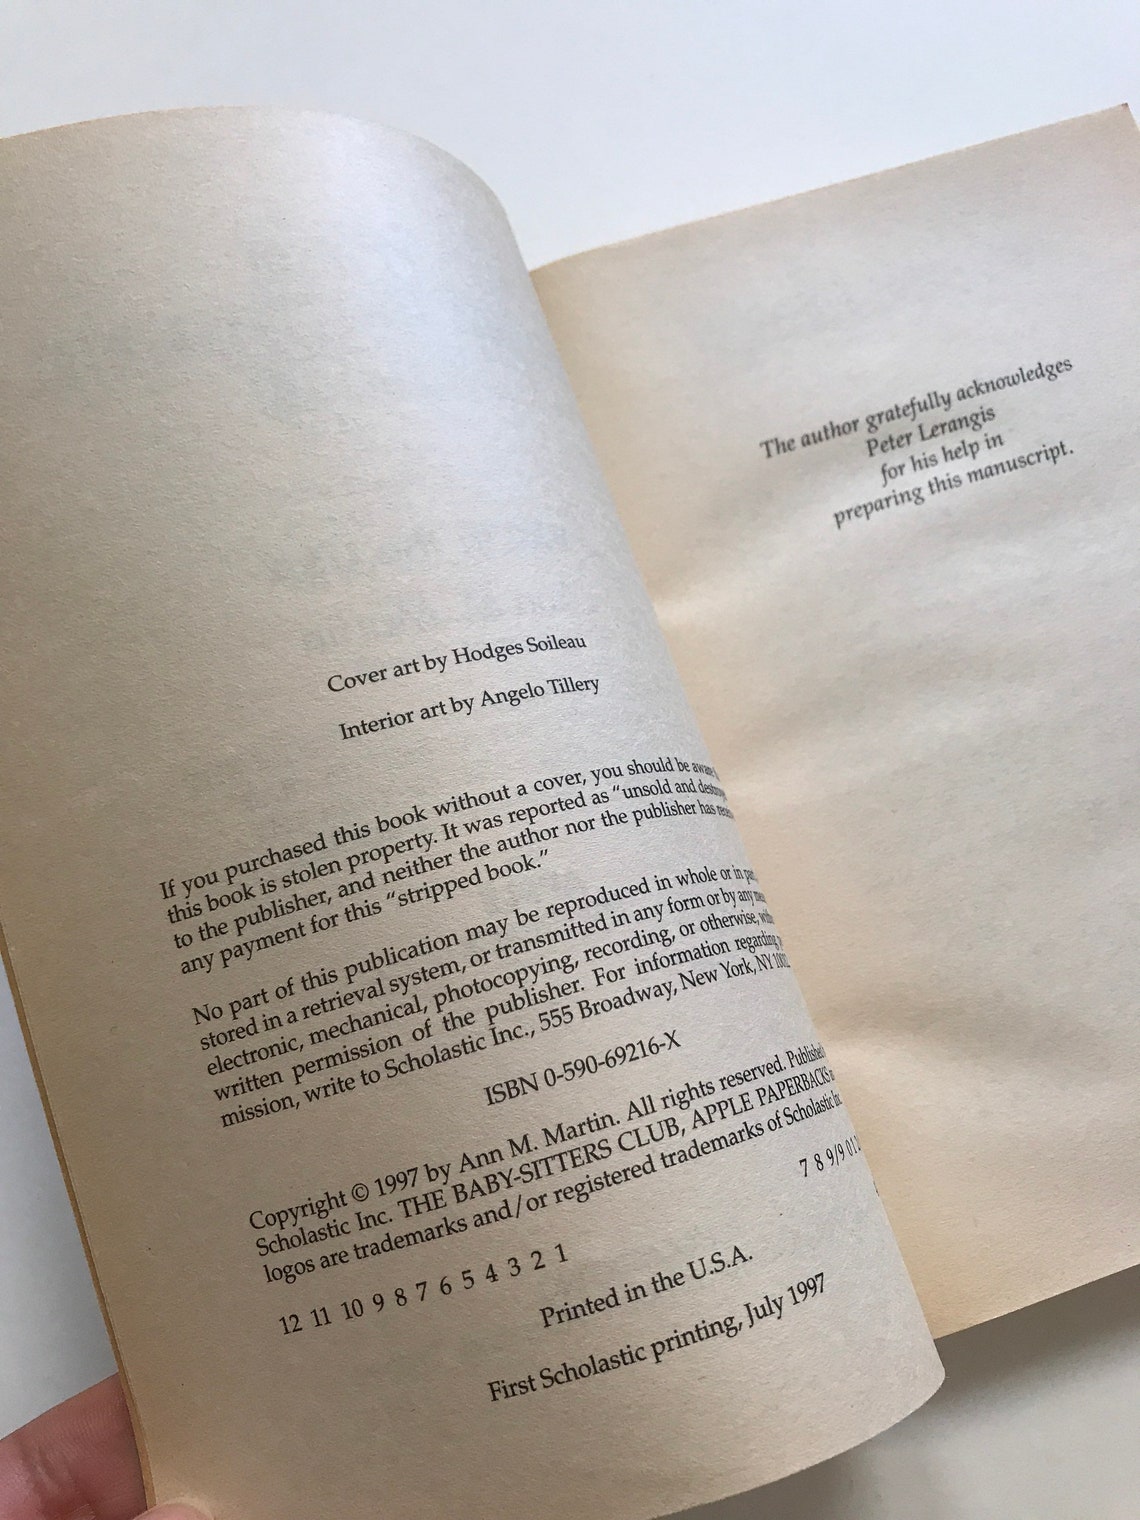 Cover art by Hodges Soileau
Interior art by Angelo Tillery
If you purchased this book without a cover, you should be aware
this book is stolen property. It was reported as "unsold and
to the publisher, and neither the author nor the publisher has
any payment for this "stripped book."
No part of this publication may be reproduced in whole or in
stored in a retrieval system, or transmitted in any form or by any
electronic, mechanical, photocopying, recording, or otherwise,
written permission of the publisher. For information regarding
mission, write to Scholastic Inc., 555 Broadway, New York, NY
ISBN 0-590-69216-X
Copyright © 1997 by Ann M. Martin. All rights reserved. Published
Scholastic Inc. THE BABY-SITTERS CLUB, APPLE PAPERBACKS
logos are trademarks and/or registered trademarks of Scholastic
12 11 10 9 8 7 6 5 4 3 2 1
7 8 9/9 0 1
Printed in the U.S.A.
First Scholastic printing, July 1997
The author gratefully acknowledges
Peter Lerangis
for his help in
preparing this manuscript.